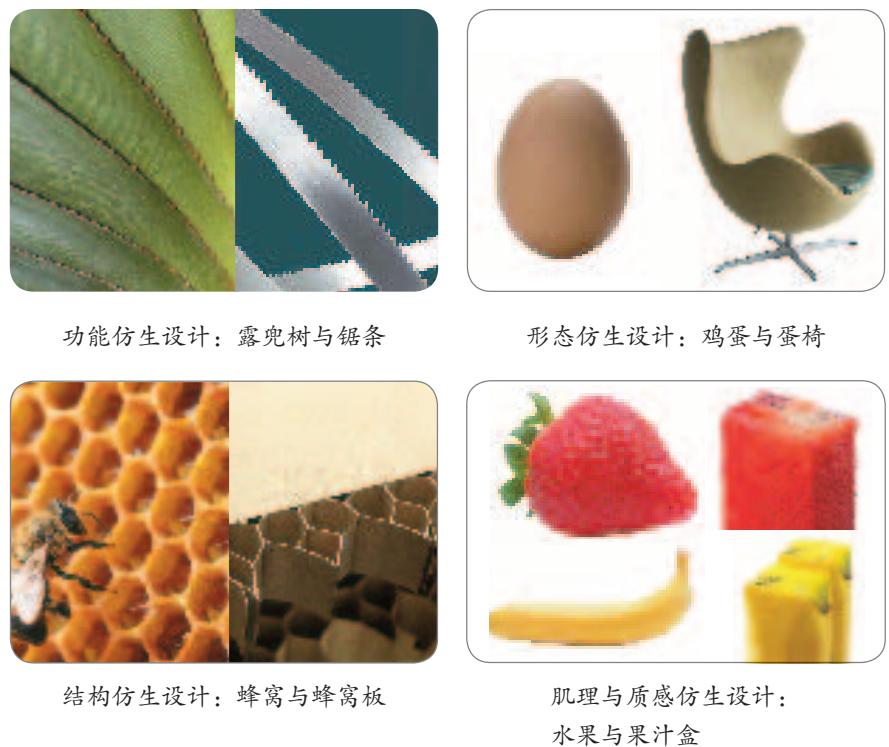 功能仿生设计：露兜树与锯条
形态仿生设计：鸡蛋与蛋椅
结构仿生设计：蜂窝与蜂窝板
肌理与质感仿生设计：
水果与果汁盒